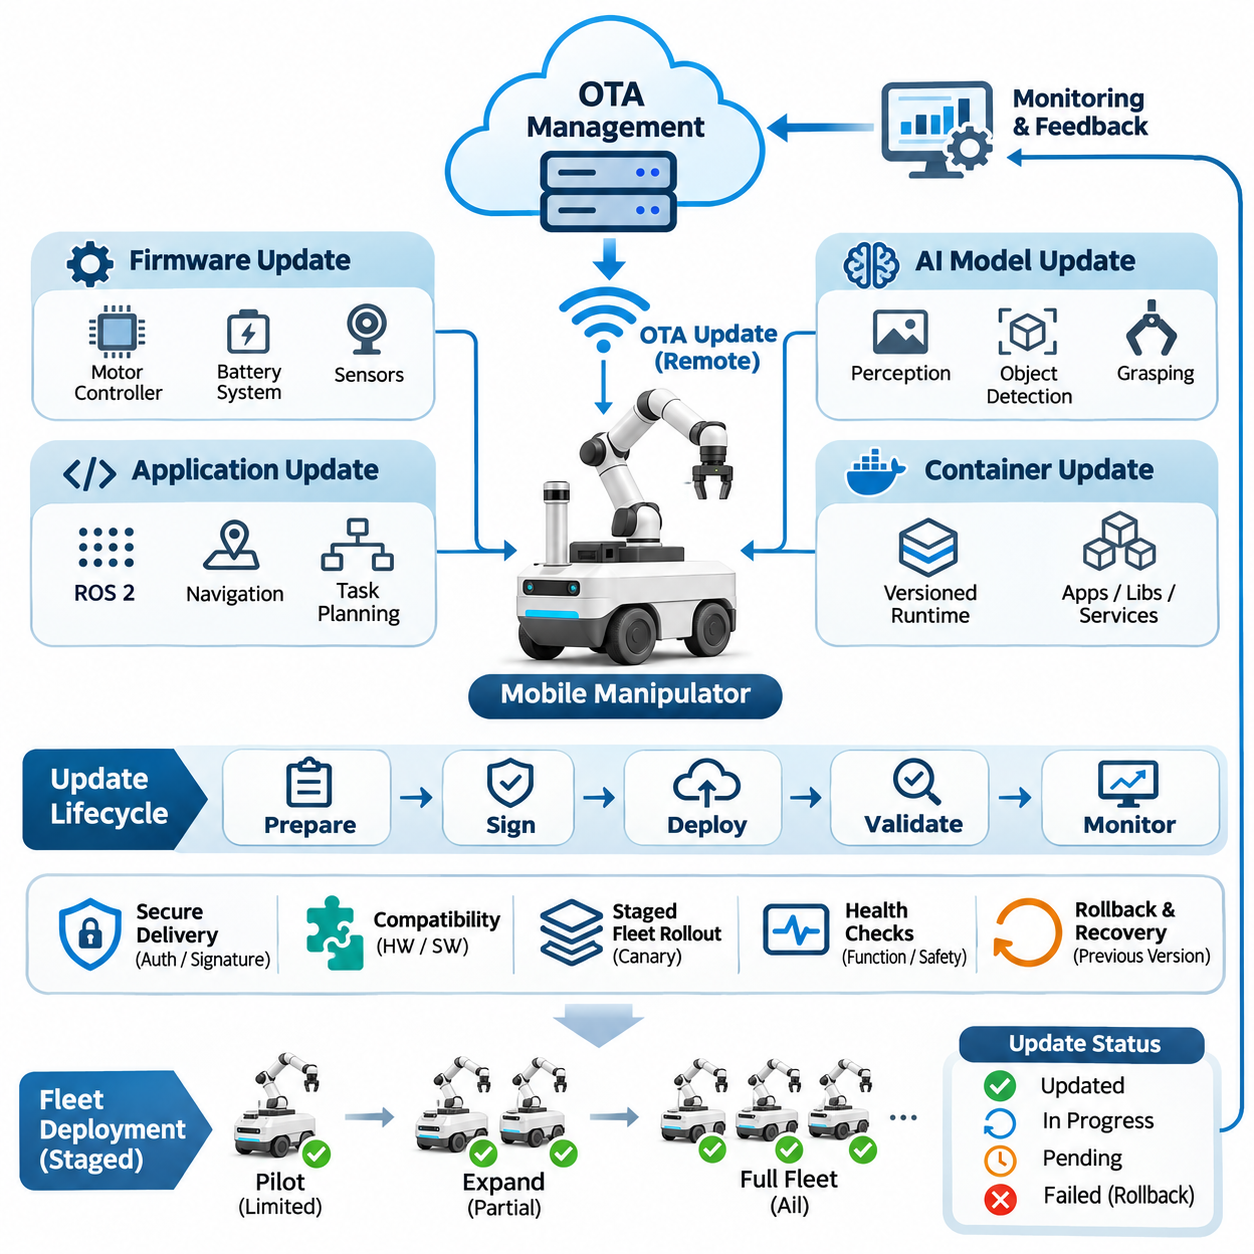 OTA
Management
Monitoring
& Feedback
Firmware Update
Motor
Controller
Battery
System
Sensors
OTA Update
(Remote)
AI Model Update
Perception
Object
Detection
Grasping
Application Update
ROS 2
Navigation
Task
Planning
Container Update
Versioned
Runtime
Apps / Libs /
Services
Mobile Manipulator
Update
Lifecycle
Prepare
Sign
Deploy
Validate
Monitor
Secure
Delivery
(Auth / Signature)
Compatibility
(HW / SW)
Staged
Fleet Rollout
(Canary)
Health
Checks
(Function / Safety)
Rollback &
Recovery
(Previous Version)
Fleet
Deployment
(Staged)
Pilot
(Limited)
Expand
(Partial)
Full Fleet
(Ail)
...
Update Status
Updated
In Progress
Pending
Failed (Rollback)